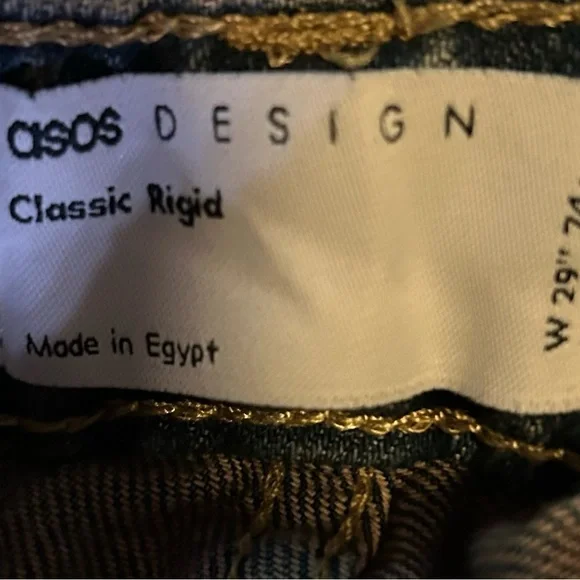 asos DESIGN
Classic Rigid
Made in Egypt
W 29"